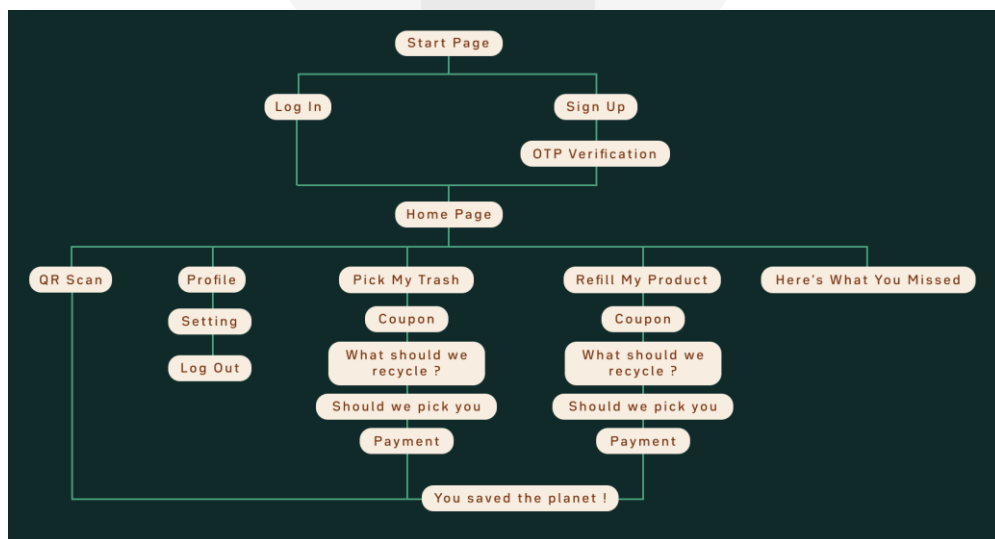 Start Page
Log In
Sign Up
OTP Verification
Home Page
QR Scan
Profile
Pick My Trash
Refill My Product
Here's What You Missed
Setting
Coupon
Coupon
What should we
recycle ?
What should we
recycle ?
Log Out
Should we pick you
Should we pick you
Payment
Payment
You saved the planet !